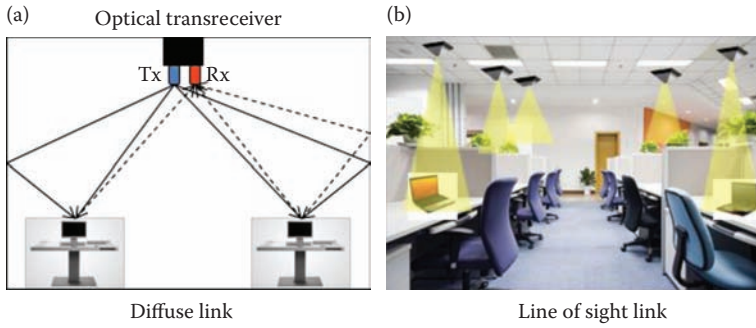 (a)
Optical transreceiver
Tx
Rx
Diffuse link
(b)
Line of sight link